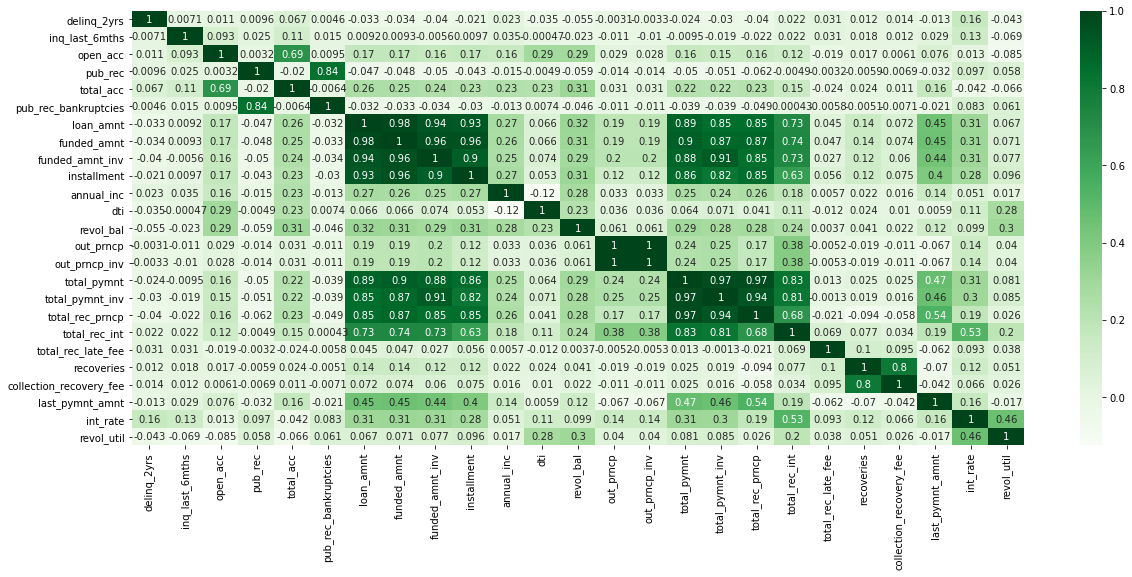 delinq_2yrs 1 0.0071 0.011 0.0096 0.067 0.0046 -0.033 -0.034 -0.04 -0.021 0.023 -0.035 -0.055 -0.0031 -0.0033 -0.024 -0.03 -0.04 0.022 0.031 0.012 0.014 -0.013 0.16 -0.043
inq_last_6mths 0.0071 1 0.093 0.025 0.11 0.015 0.0092 0.0093 -0.0056 0.0097 0.035 -0.00047 -0.023 -0.011 -0.01 -0.0095 -0.019 -0.022 0.022 0.031 0.018 0.012 0.029 0.13 -0.069
open_acc 0.011 0.093 1 0.0032 0.69 0.0095 0.17 0.17 0.16 0.17 0.16 0.29 0.29 0.029 0.028 0.16 0.15 0.16 0.12 -0.019 0.017 0.0061 0.076 0.013 -0.085
pub_rec 0.0096 0.025 0.0032 1 -0.02 0.84 -0.047 -0.048 -0.05 -0.043 -0.015 -0.0049 -0.059 -0.014 -0.014 -0.05 -0.051 -0.062 -0.0049 -0.0032 -0.0059 -0.0069 -0.032 0.097 0.058
total_acc 0.067 0.11 0.69 -0.02 1 -0.0064 0.26 0.25 0.24 0.23 0.23 0.23 0.31 0.031 0.031 0.22 0.22 0.23 0.15 -0.024 0.024 0.011 0.16 -0.042 -0.066
pub_rec_bankruptcies 0.0046 0.015 0.0095 0.84 -0.0064 1 -0.032 -0.033 -0.034 -0.03 -0.013 0.0074 -0.046 -0.011 -0.011 -0.039 -0.039 -0.049 0.00043 -0.0058 -0.0051 -0.0071 -0.021 0.083 0.061
loan_amnt -0.033 0.0092 0.17 -0.047 0.26 -0.032 1 0.98 0.94 0.93 0.27 0.066 0.32 0.19 0.19 0.89 0.85 0.85 0.73 0.045 0.14 0.072 0.45 0.31 0.067
funded_amnt -0.034 0.0093 0.17 -0.048 0.25 -0.033 0.98 1 0.96 0.96 0.26 0.066 0.31 0.19 0.19 0.9 0.87 0.87 0.74 0.047 0.14 0.074 0.45 0.31 0.071
funded_amnt_inv -0.04 -0.0056 0.16 -0.05 0.24 -0.034 0.94 0.96 1 0.9 0.25 0.074 0.29 0.2 0.2 0.88 0.91 0.85 0.73 0.027 0.12 0.06 0.44 0.31 0.077
installment -0.021 0.0097 0.17 -0.043 0.23 -0.03 0.93 0.96 0.9 1 0.27 0.053 0.31 0.12 0.12 0.86 0.82 0.85 0.63 0.056 0.12 0.075 0.4 0.28 0.096
annual_inc 0.023 0.035 0.16 -0.015 0.23 -0.013 0.27 0.26 0.25 0.27 1 -0.12 0.28 0.033 0.033 0.25 0.24 0.26 0.18 0.0057 0.022 0.016 0.14 0.051 0.017
dti -0.035 -0.00047 0.29 -0.0049 0.23 0.0074 0.066 0.066 0.074 0.053 -0.12 1 0.23 0.036 0.036 0.064 0.071 0.041 0.11 -0.012 0.024 0.01 0.0059 0.11 0.28
revol_bal -0.055 -0.023 0.29 -0.059 0.31 -0.046 0.32 0.31 0.29 0.31 0.28 0.23 1 0.061 0.061 0.29 0.28 0.28 0.24 0.0037 0.041 0.022 0.12 0.099 0.3
out_prncp -0.0031 -0.011 0.029 -0.014 0.031 -0.011 0.19 0.19 0.2 0.12 0.033 0.036 0.061 1 1 0.24 0.25 0.17 0.38 -0.0052 -0.019 -0.011 -0.067 0.14 0.04
out_prncp_inv -0.0033 -0.01 0.028 -0.014 0.031 -0.011 0.19 0.19 0.2 0.12 0.033 0.036 0.061 1 1 0.24 0.25 0.17 0.38 -0.0053 -0.019 -0.011 -0.067 0.14 0.04
total_pymnt -0.024 -0.0095 0.16 -0.05 0.22 -0.039 0.89 0.9 0.88 0.86 0.25 0.064 0.29 0.24 0.24 1 0.97 0.97 0.83 0.013 0.025 0.025 0.47 0.31 0.081
total_pymnt_inv -0.03 -0.019 0.15 -0.051 0.22 -0.039 0.85 0.87 0.91 0.82 0.24 0.071 0.28 0.25 0.25 0.97 1 0.94 0.81 -0.0013 0.019 0.016 0.46 0.3 0.085
total_rec_prncp -0.04 -0.022 0.16 -0.062 0.23 -0.049 0.85 0.87 0.85 0.85 0.26 0.041 0.28 0.17 0.17 0.97 0.94 1 0.68 -0.021 -0.094 -0.058 0.54 0.19 0.026
total_rec_int 0.022 0.022 0.12 -0.0049 0.15 0.00043 0.73 0.74 0.73 0.63 0.18 0.11 0.24 0.38 0.38 0.83 0.81 0.68 1 0.069 0.077 0.034 0.19 0.53 0.2
total_rec_late_fee 0.031 0.031 -0.019 -0.0032 -0.024 -0.0058 0.045 0.047 0.027 0.056 0.0057 -0.012 0.0037 -0.0052 -0.0053 0.013 -0.0013 -0.021 0.069 1 0.1 0.095 -0.062 0.093 0.038
recoveries 0.012 0.018 0.017 -0.0059 0.024 -0.0051 0.14 0.14 0.12 0.12 0.022 0.024 0.041 -0.019 -0.019 0.025 0.019 -0.094 0.077 0.1 1 0.8 -0.07 0.12 0.051
collection_recovery_fee 0.014 0.012 0.0061 -0.0069 0.011 -0.0071 0.072 0.074 0.06 0.075 0.016 0.01 0.022 -0.011 -0.011 0.025 0.016 -0.058 0.034 0.095 0.8 1 -0.042 0.066 0.026
last_pymnt_amnt -0.013 0.029 0.076 -0.032 0.16 -0.021 0.45 0.45 0.44 0.4 0.14 0.0059 0.12 -0.067 -0.067 0.47 0.46 0.54 0.19 -0.062 -0.07 -0.042 1 0.16 -0.017
int_rate 0.16 0.13 0.013 0.097 -0.042 0.083 0.31 0.31 0.31 0.28 0.051 0.11 0.099 0.14 0.14 0.31 0.3 0.19 0.53 0.093 0.12 0.066 0.16 1 0.46
revol_util -0.043 -0.069 -0.085 0.058 -0.066 0.061 0.067 0.071 0.077 0.096 0.017 0.28 0.3 0.04 0.04 0.081 0.085 0.026 0.2 0.038 0.051 0.026 -0.017 0.46 1
delinq_2yrs
inq_last_6mths
open_acc
pub_rec
total_acc
pub_rec_bankruptcies
loan_amnt
funded_amnt
funded_amnt_inv
installment
annual_inc
dti
revol_bal
out_prncp
out_prncp_inv
total_pymnt
total_pymnt_inv
total_rec_prncp
total_rec_int
total_rec_late_fee
recoveries
collection_recovery_fee
last_pymnt_amnt
int_rate
revol_util
1.0
0.8
0.6
0.4
0.2
0.0